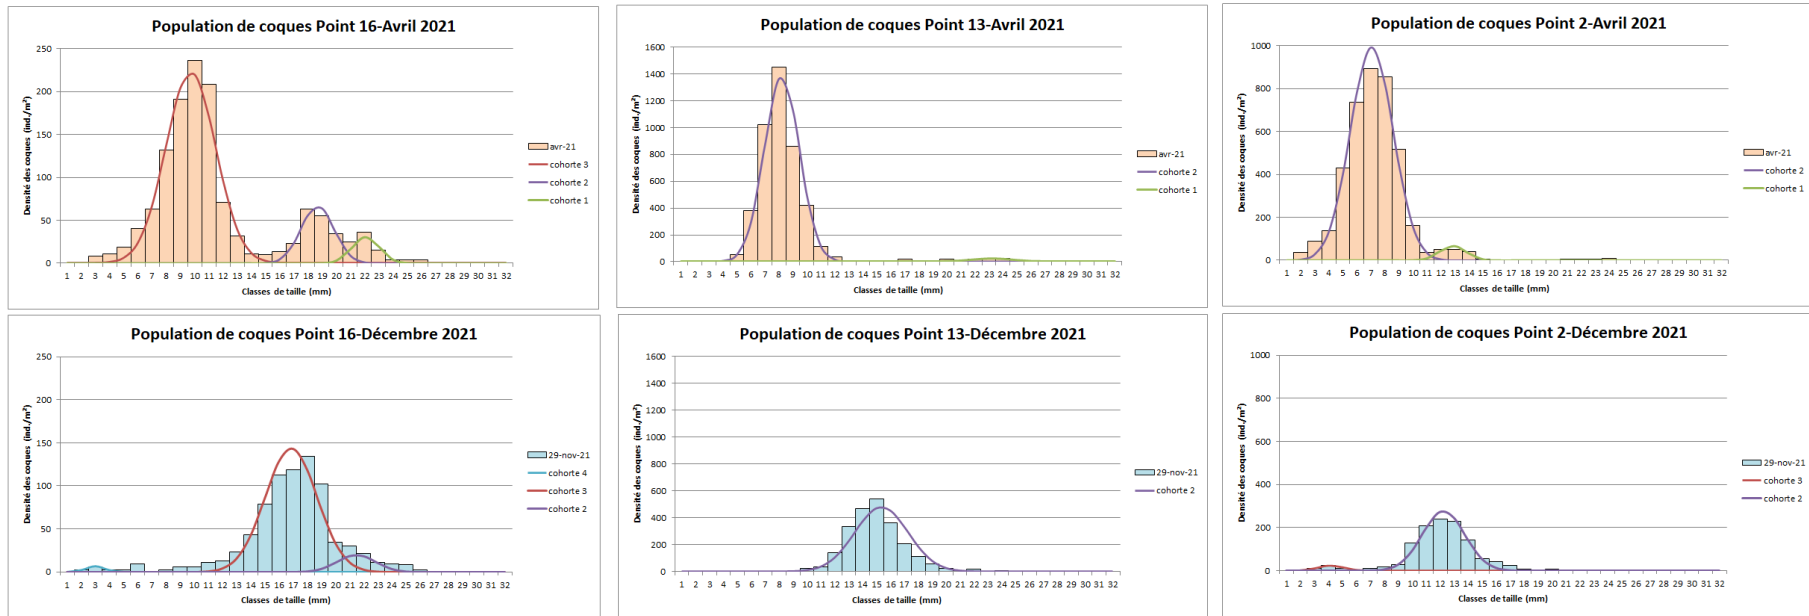 Population de coques Point 16-Avril 2021
Densité des coques (ind./m²)
250
200
150
100
50
0
1 2 3 4 5 6 7 8 9 10 11 12 13 14 15 16 17 18 19 20 21 22 23 24 25 26 27 28 29 30 31 32
Classes de taille (mm)
avr-21
cohorte 3
cohorte 2
cohorte 1
Population de coques Point 13-Avril 2021
Densité des coques (ind./m²)
1600
1400
1200
1000
800
600
400
200
0
1 2 3 4 5 6 7 8 9 10 11 12 13 14 15 16 17 18 19 20 21 22 23 24 25 26 27 28 29 30 31 32
Classes de taille (mm)
avr-21
cohorte 2
cohorte 1
Population de coques Point 2-Avril 2021
Densité des coques (ind./m²)
1000
800
600
400
200
0
1 2 3 4 5 6 7 8 9 10 11 12 13 14 15 16 17 18 19 20 21 22 23 24 25 26 27 28 29 30 31 32
Classes de taille (mm)
avr-21
cohorte 2
cohorte 1
Population de coques Point 16-Décembre 2021
Densité des coques (ind./m²)
250
200
150
100
50
0
1 2 3 4 5 6 7 8 9 10 11 12 13 14 15 16 17 18 19 20 21 22 23 24 25 26 27 28 29 30 31 32
Classes de taille (mm)
29-nov-21
cohorte 4
cohorte 3
cohorte 2
Population de coques Point 13-Décembre 2021
Densité des coques (ind./m²)
1600
1400
1200
1000
800
600
400
200
0
1 2 3 4 5 6 7 8 9 10 11 12 13 14 15 16 17 18 19 20 21 22 23 24 25 26 27 28 29 30 31 32
Classes de taille (mm)
29-nov-21
cohorte 2
Population de coques Point 2-Décembre 2021
Densité des coques (ind./m²)
1000
800
600
400
200
0
1 2 3 4 5 6 7 8 9 10 11 12 13 14 15 16 17 18 19 20 21 22 23 24 25 26 27 28 29 30 31 32
Classes de taille (mm)
29-nov-21
cohorte 3
cohorte 2